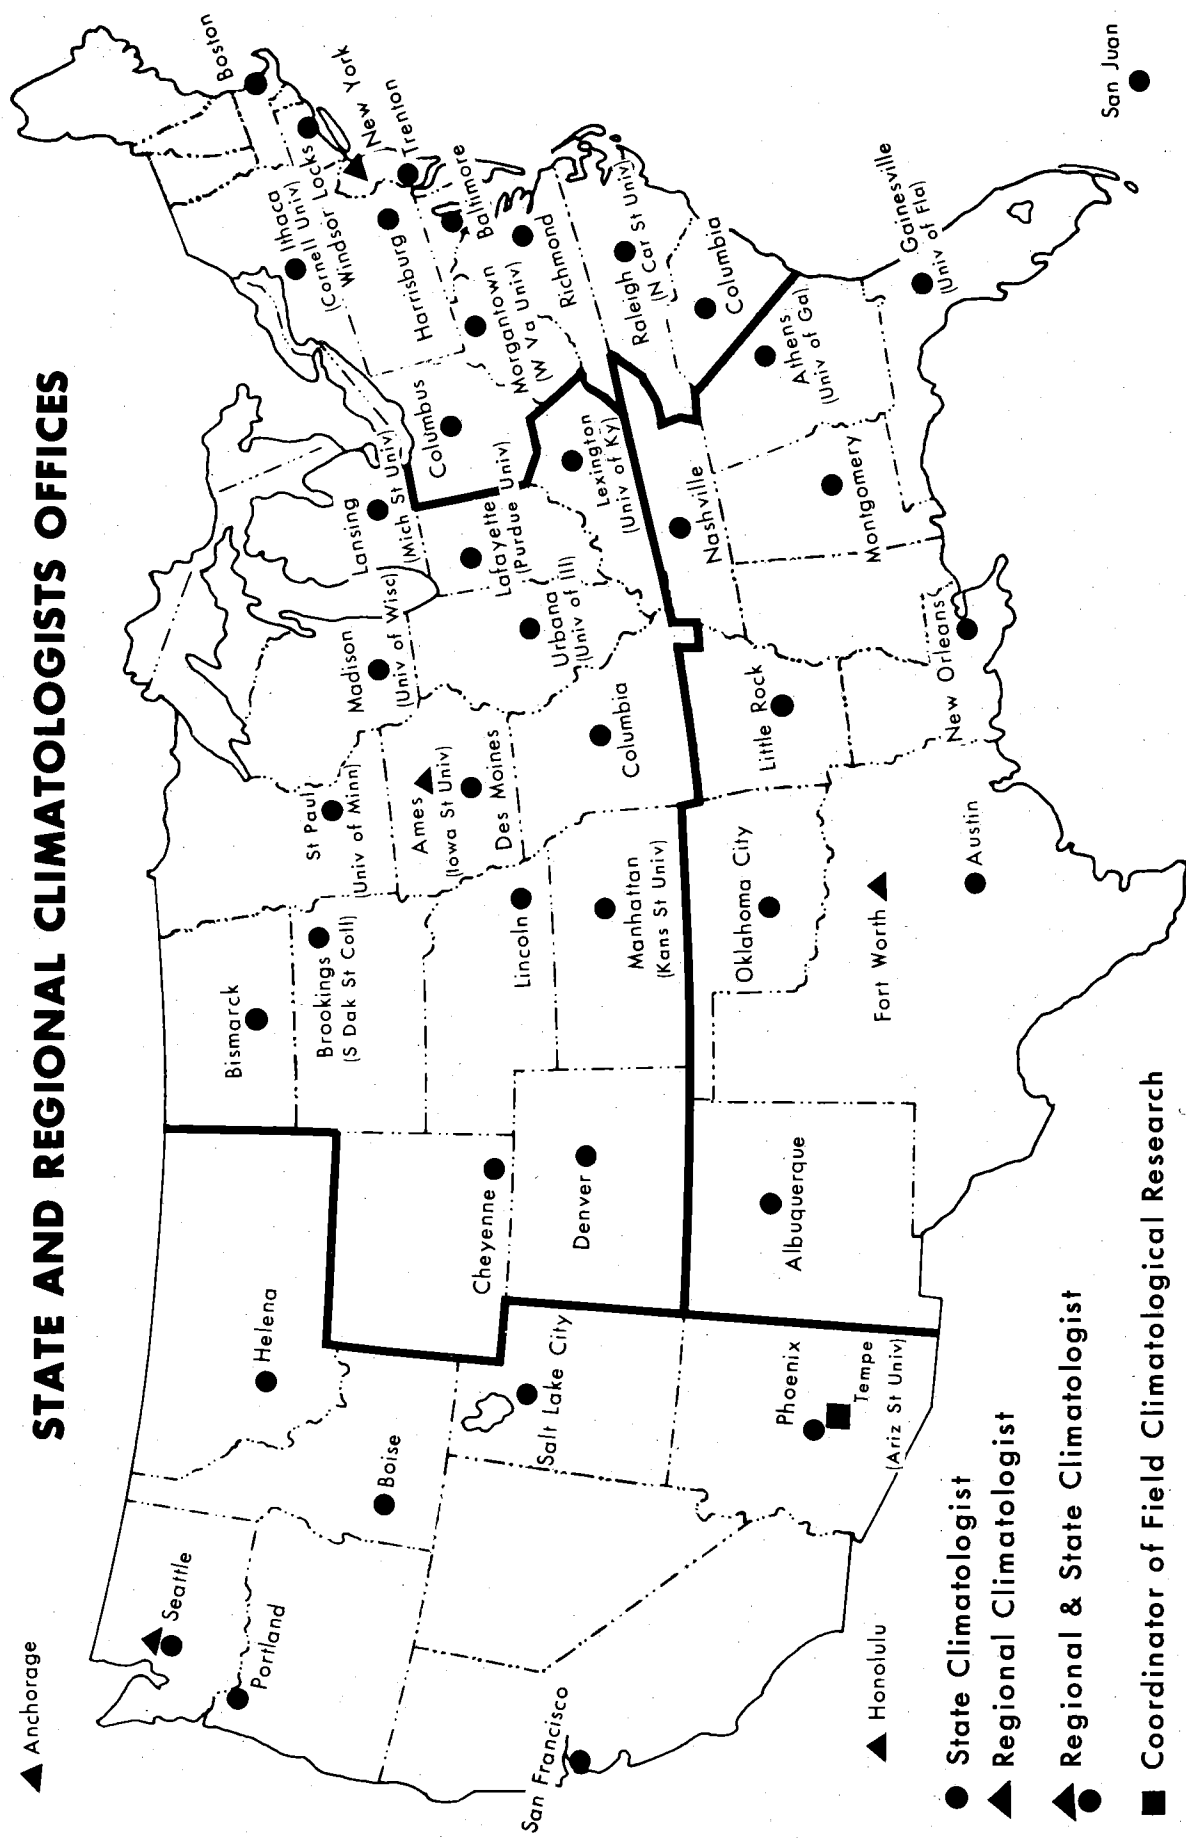 STATE AND REGIONAL CLIMATOLOGISTS OFFICES
Anchorage
Seattle
Portland
Helena
Boise
San Francisco
Salt Lake City
Phoenix
Tempe
(Ariz St Univ)
Honolulu
Cheyenne
Denver
Albuquerque
Bismarck
Brookings
(S Dak St Coll)
Lincoln
Manhattan
(Kans St Univ)
Oklahoma City
Fort Worth
Austin
St Paul
(Univ of Minn)
Ames
(Iowa St Univ)
Des Moines
Columbia
Little Rock
New Orleans
Madison
(Univ of Wisc)
Urbana
(Univ of Ill)
Lansing
(Mich St Univ)
Lafayette
(Purdue Univ)
Lexington
(Univ of Ky)
Nashville
Montgomery
Columbus
Athens
(Univ of Ga)
Gainesville
(Univ of Fla)
Morgantown
(W Va Univ)
Harrisburg
Ithaca
(Cornell Univ)
Windsor Locks
Boston
New York
Trenton
Baltimore
Richmond
Raleigh
(N Car St Univ)
Columbia
San Juan
State Climatologist
Regional Climatologist
Regional & State Climatologist
Coordinator of Field Climatological Research